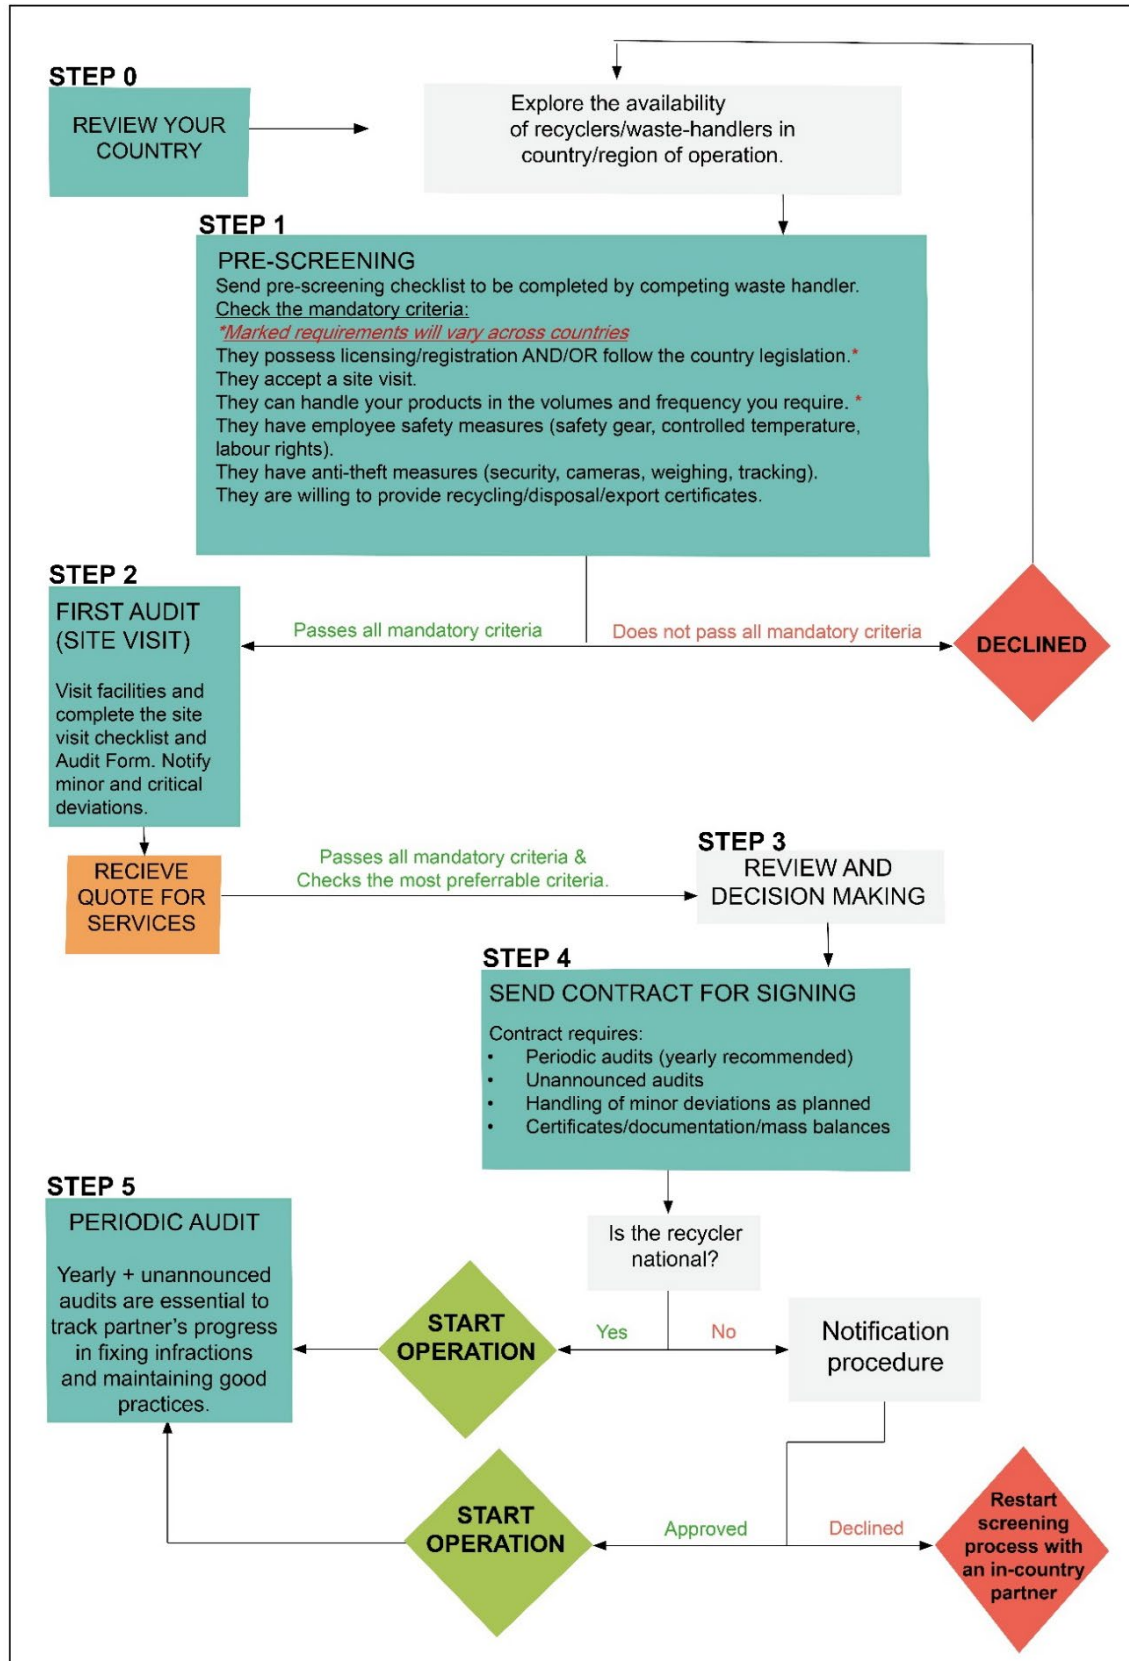 STEP 0
REVIEW YOUR
COUNTRY
Explore the availability
of recyclers/waste-handlers in
country/region of operation.
STEP 1
PRE-SCREENING
Send pre-screening checklist to be completed by competing waste handler.
Check the mandatory criteria:
*Marked requirements will vary across countries
They possess licensing/registration AND/OR follow the country legislation.*
They accept a site visit.
They can handle your products in the volumes and frequency you require. *
They have employee safety measures (safety gear, controlled temperature,
labour rights).
They have anti-theft measures (security, cameras, weighing, tracking).
They are willing to provide recycling/disposal/export certificates.
STEP 2
FIRST AUDIT
(SITE VISIT)
Visit facilities and
complete the site
visit checklist and
Audit Form. Notify
minor and critical
deviations.
Passes all mandatory criteria
Does not pass all mandatory criteria
DECLINED
RECIEVE
QUOTE FOR
SERVICES
Passes all mandatory criteria &
Checks the most preferrable criteria.
STEP 3
REVIEW AND
DECISION MAKING
STEP 4
SEND CONTRACT FOR SIGNING
Contract requires:
• Periodic audits (yearly recommended)
• Unannounced audits
• Handling of minor deviations as planned
• Certificates/documentation/mass balances
Is the recycler
national?
Yes
No
START
OPERATION
Notification
procedure
STEP 5
PERIODIC AUDIT
Yearly + unannounced
audits are essential to
track partner's progress
in fixing infractions
and maintaining good
practices.
Approved
Declined
START
OPERATION
Restart
screening
process with
an in-country
partner